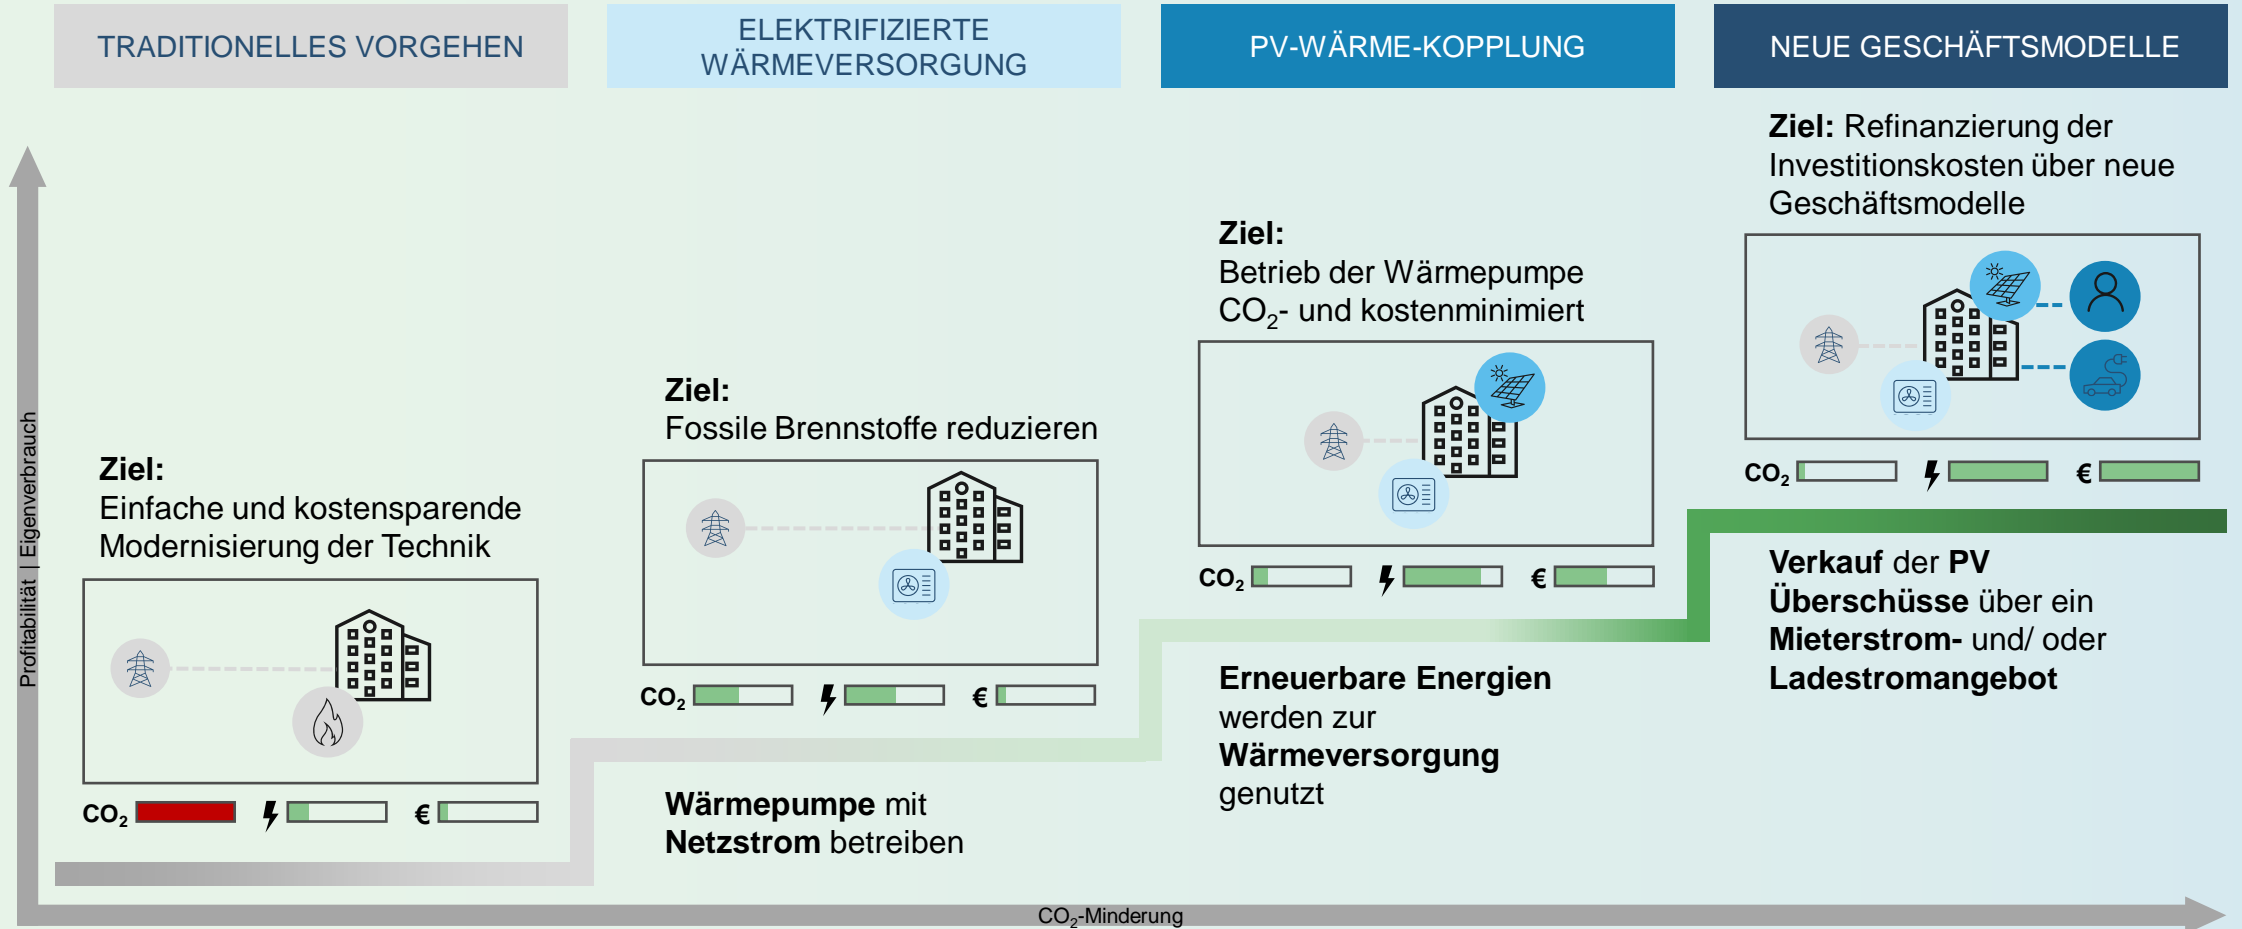 TRADITIONELLES VORGEHEN
ELEKTRIFIZIERTE
WÄRMEVERSORGUNG
PV-WÄRME-KOPPLUNG
NEUE GESCHÄFTSMODELLE
Profitabilität | Eigenverbrauch
Ziel:
Einfache und kostensparende
Modernisierung der Technik
CO₂
€
Ziel:
Fossile Brennstoffe reduzieren
CO₂
€
Wärmepumpe mit
Netzstrom betreiben
Ziel:
Betrieb der Wärmepumpe
CO₂- und kostenminimiert
CO₂
€
Erneuerbare Energien
werden zur
Wärmeversorgung
genutzt
Ziel: Refinanzierung der
Investitionskosten über neue
Geschäftsmodelle
CO₂
€
Verkauf der PV
Überschüsse über ein
Mieterstrom- und/ oder
Ladestromangebot
CO₂-Minderung